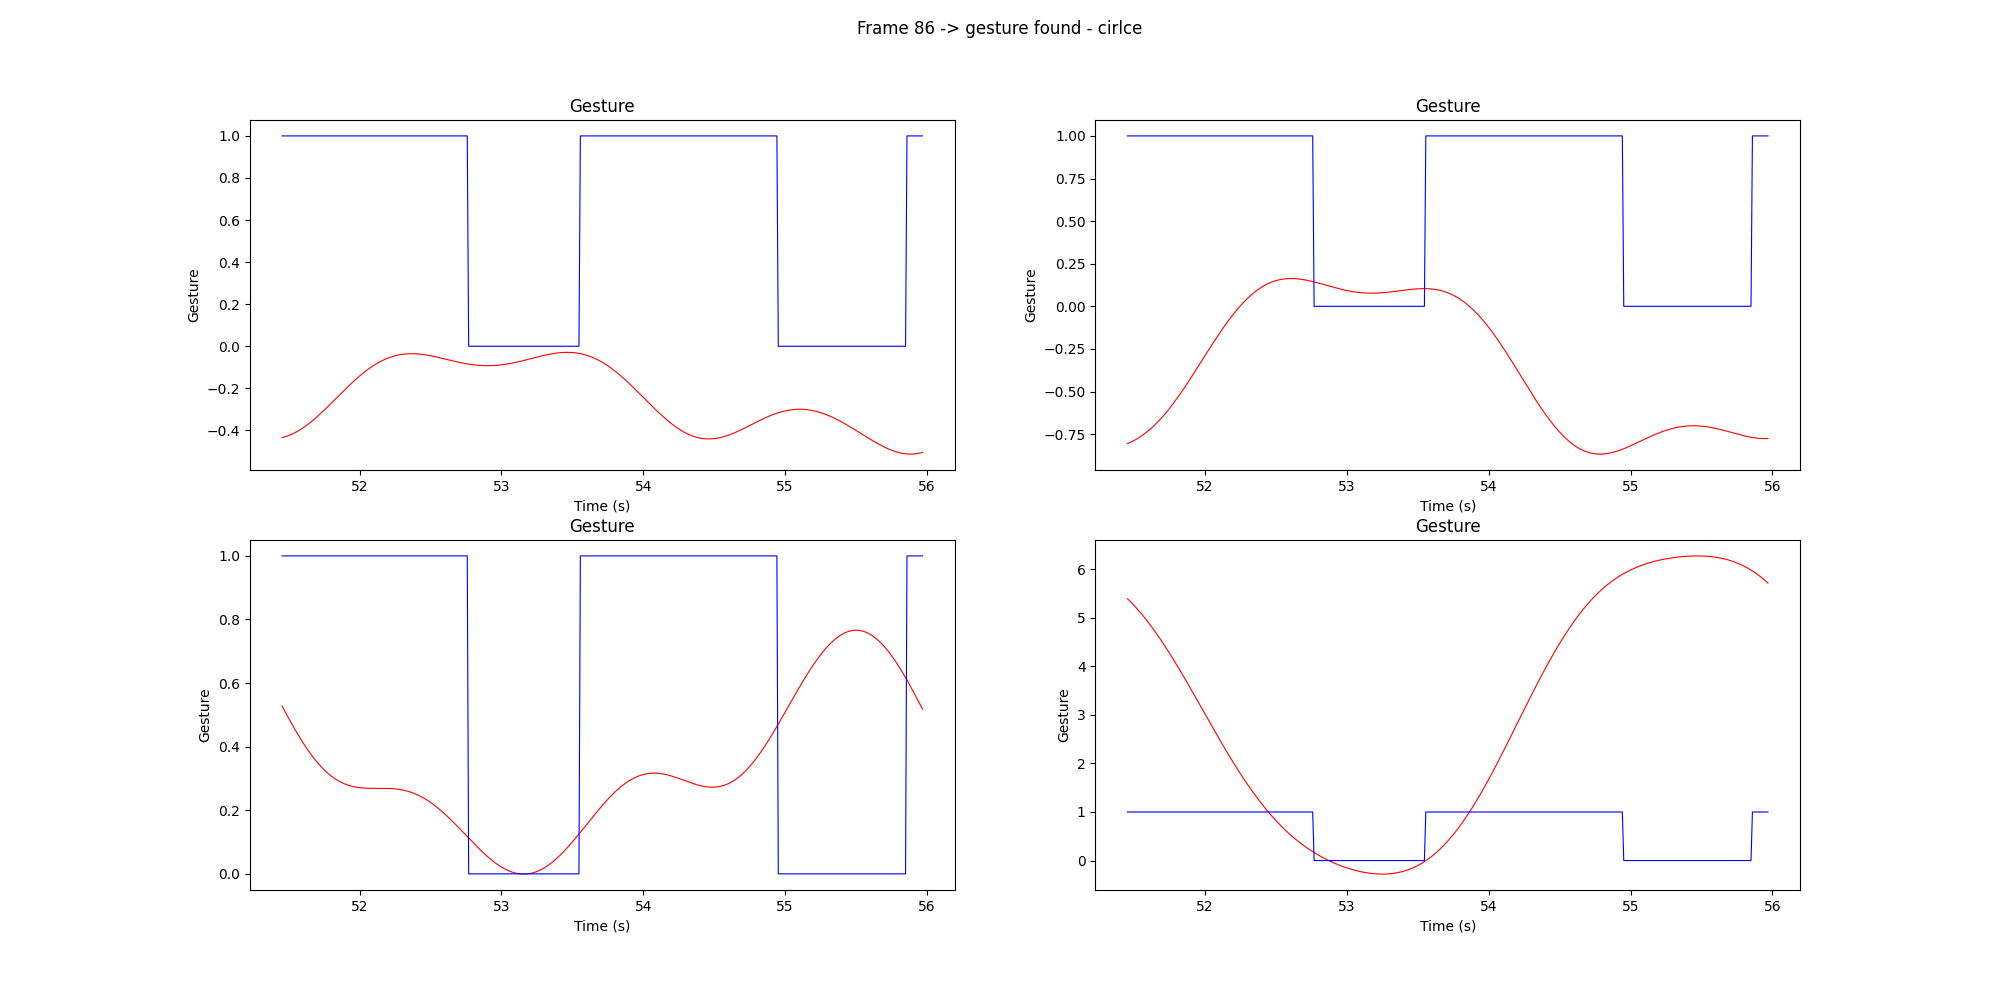 Frame 86 -> gesture found - cirlce
Gesture
Gesture
1.0
0.8
0.6
0.4
0.2
0.0
−0.2
−0.4
Gesture
52 53 54 55 56
Time (s)
1.00
0.75
0.50
0.25
0.00
−0.25
−0.50
−0.75
Gesture
52 53 54 55 56
Time (s)
Gesture
Gesture
1.0
0.8
0.6
0.4
0.2
0.0
Gesture
52 53 54 55 56
Time (s)
6
5
4
3
2
1
0
Gesture
52 53 54 55 56
Time (s)